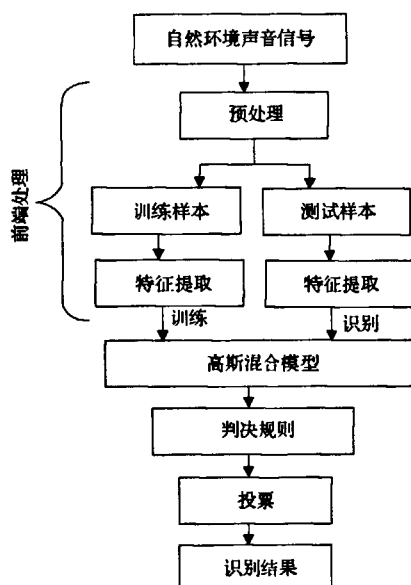 自然环境声音信号
预处理
前端处理
训练样本
测试样本
特征提取
特征提取
训练
识别
高斯混合模型
判决规则
投票
识别结果